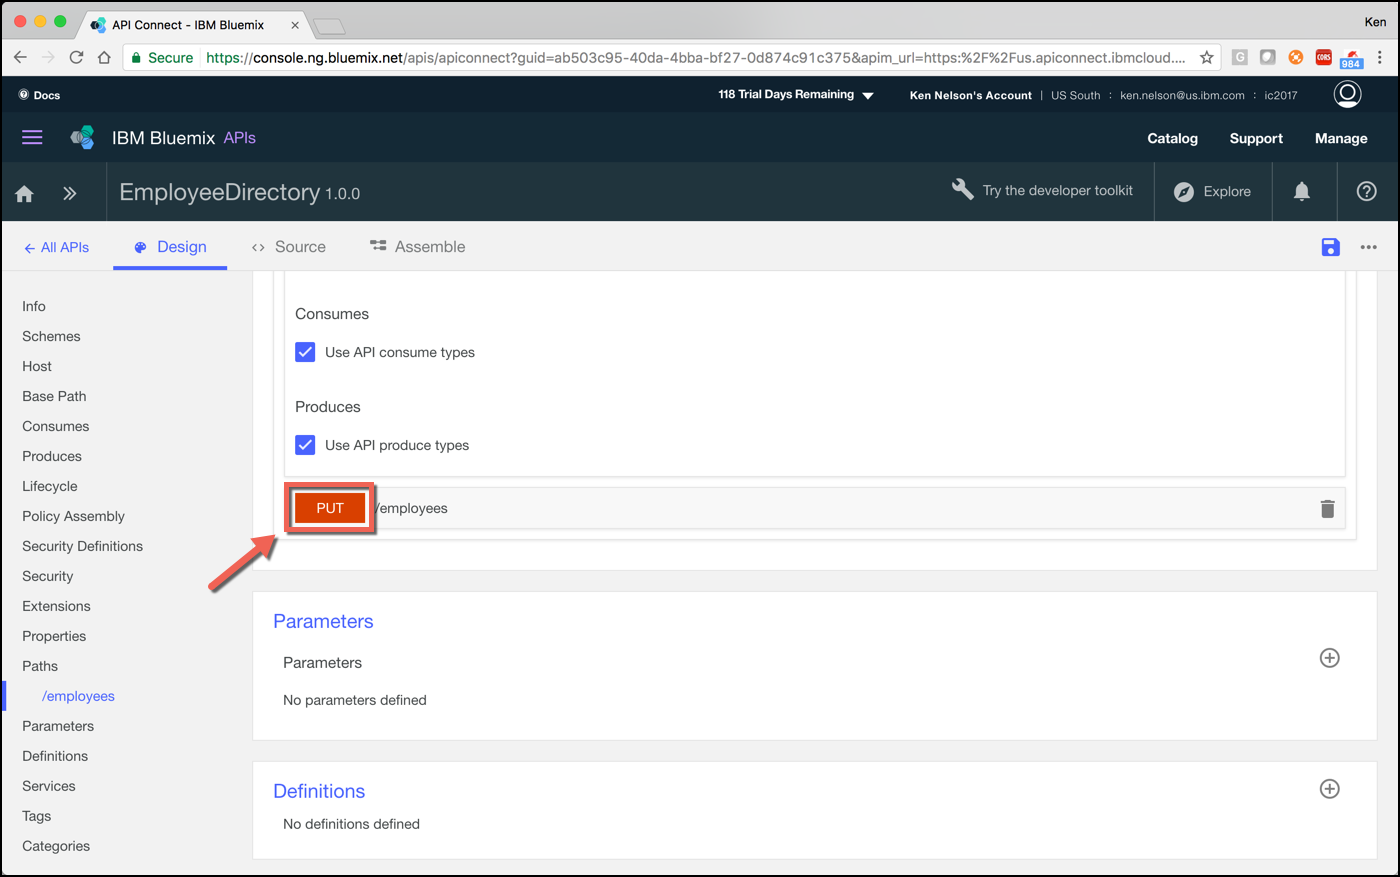 API Connect - IBM Bluemix
Ken
Secure
https://console.ng.bluemix.net/apis/apiconnect?guid=ab503c95-40da-4bba-bf27-0d874c91c375&apim_url=https:%2F%2Fus.apiconnect.ibmcloud....
G
CORS
984
Docs
118 Trial Days Remaining
Ken Nelson's Account | US South : ken.nelson@us.ibm.com : ic2017
IBM Bluemix APIs
Catalog
Support
Manage
EmployeeDirectory 1.0.0
Try the developer toolkit
Explore
All APIs
Design
Source
Assemble
Info
Schemes
Host
Base Path
Consumes
Produces
Lifecycle
Policy Assembly
Security Definitions
Security
Extensions
Properties
Paths
/employees
Parameters
Definitions
Services
Tags
Categories
Consumes
Use API consume types
Produces
Use API produce types
PUT /employees
Parameters
Parameters
No parameters defined
Definitions
No definitions defined